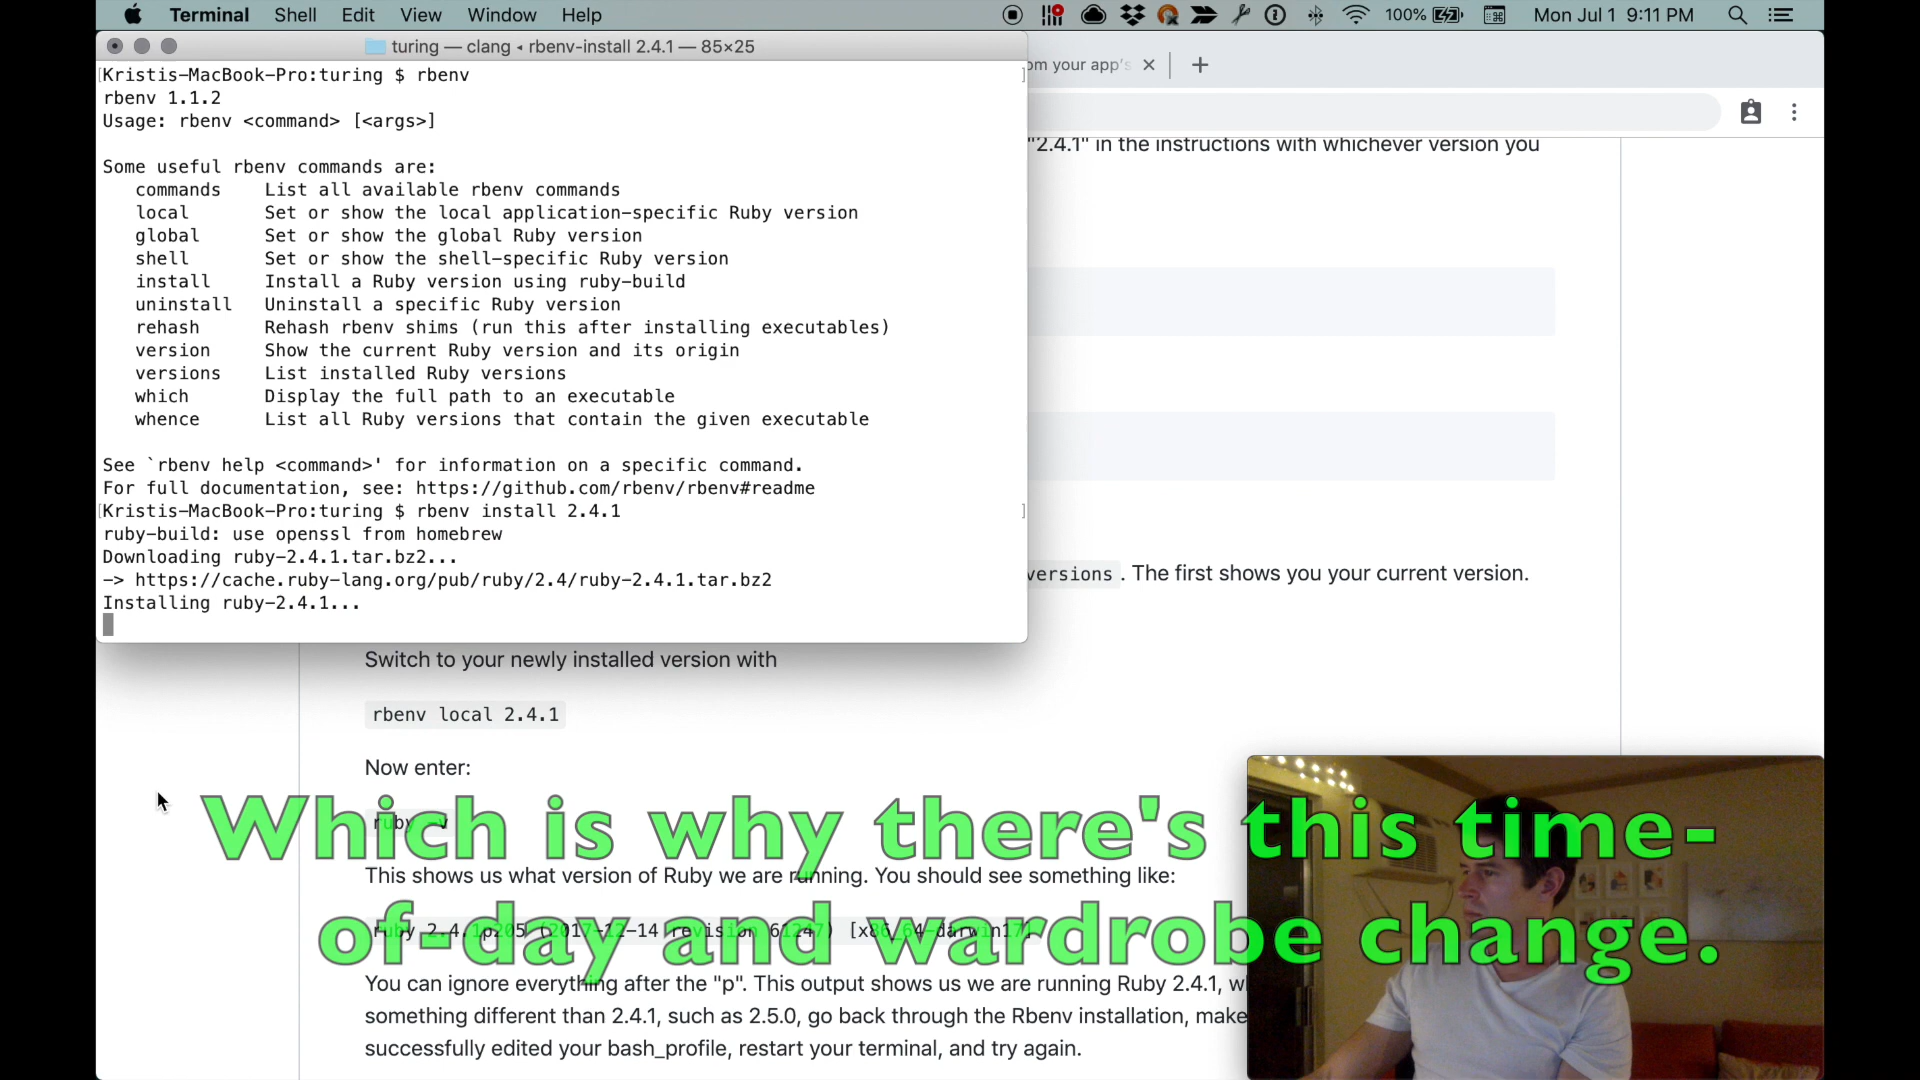 Terminal Shell Edit View Window Help 100% Mon Jul 1 9:11 PM
turing — clang ◂ rbenv-install 2.4.1 — 85×25
om your app's
[Kristis-MacBook-Pro:turing $ rbenv ]
rbenv 1.1.2
Usage: rbenv <command> [<args>]
"2.4.1" in the instructions with whichever version you
Some useful rbenv commands are:
commands List all available rbenv commands
local Set or show the local application-specific Ruby version
global Set or show the global Ruby version
shell Set or show the shell-specific Ruby version
install Install a Ruby version using ruby-build
uninstall Uninstall a specific Ruby version
rehash Rehash rbenv shims (run this after installing executables)
version Show the current Ruby version and its origin
versions List installed Ruby versions
which Display the full path to an executable
whence List all Ruby versions that contain the given executable
See `rbenv help <command>' for information on a specific command.
For full documentation, see: https://github.com/rbenv/rbenv#readme
[Kristis-MacBook-Pro:turing $ rbenv install 2.4.1 ]
ruby-build: use openssl from homebrew
Downloading ruby-2.4.1.tar.bz2...
-> https://cache.ruby-lang.org/pub/ruby/2.4/ruby-2.4.1.tar.bz2
Installing ruby-2.4.1...
versions . The first shows you your current version.
Switch to your newly installed version with
rbenv local 2.4.1
Now enter:
ruby -v
Which is why there's this time-
This shows us what version of Ruby we are running. You should see something like:
ruby 2.4.1p205 (2017-12-14 revision 61247) [x86_64-darwin17]
of-day and wardrobe change.
You can ignore everything after the "p". This output shows us we are running Ruby 2.4.1, w
something different than 2.4.1, such as 2.5.0, go back through the Rbenv installation, make
successfully edited your bash_profile, restart your terminal, and try again.